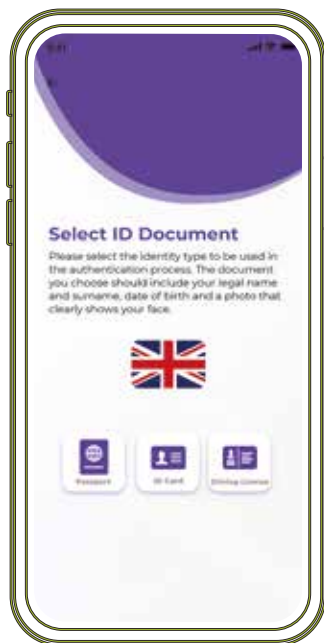 9:41
Select ID Document
Please select the identity type to be used in
the authentication process. The document
you choose should include your legal name
and surname, date of birth and a photo that
clearly shows your face.
Passport
ID Card
Driving License